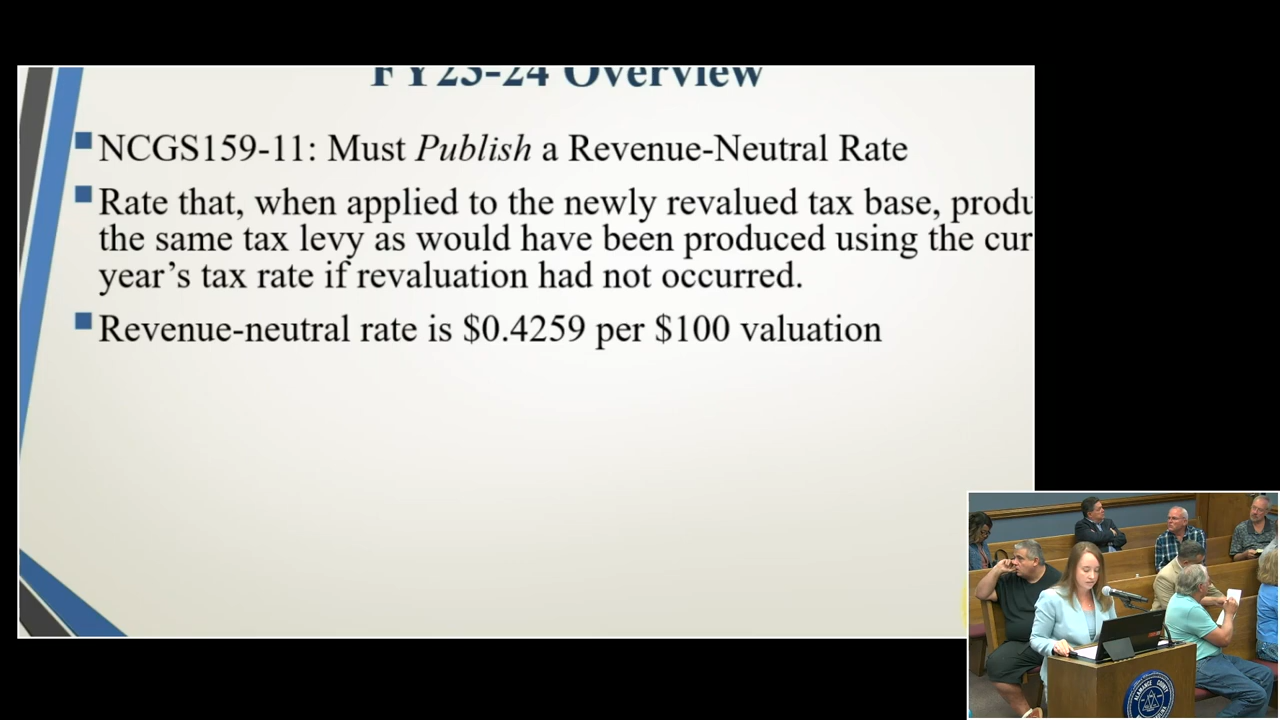 FY23-24 Overview
NCGS159-11: Must Publish a Revenue-Neutral Rate
Rate that, when applied to the newly revalued tax base, produ
the same tax levy as would have been produced using the cur
year’s tax rate if revaluation had not occurred.
Revenue-neutral rate is $0.4259 per $100 valuation
ALAMANCE COUNTY